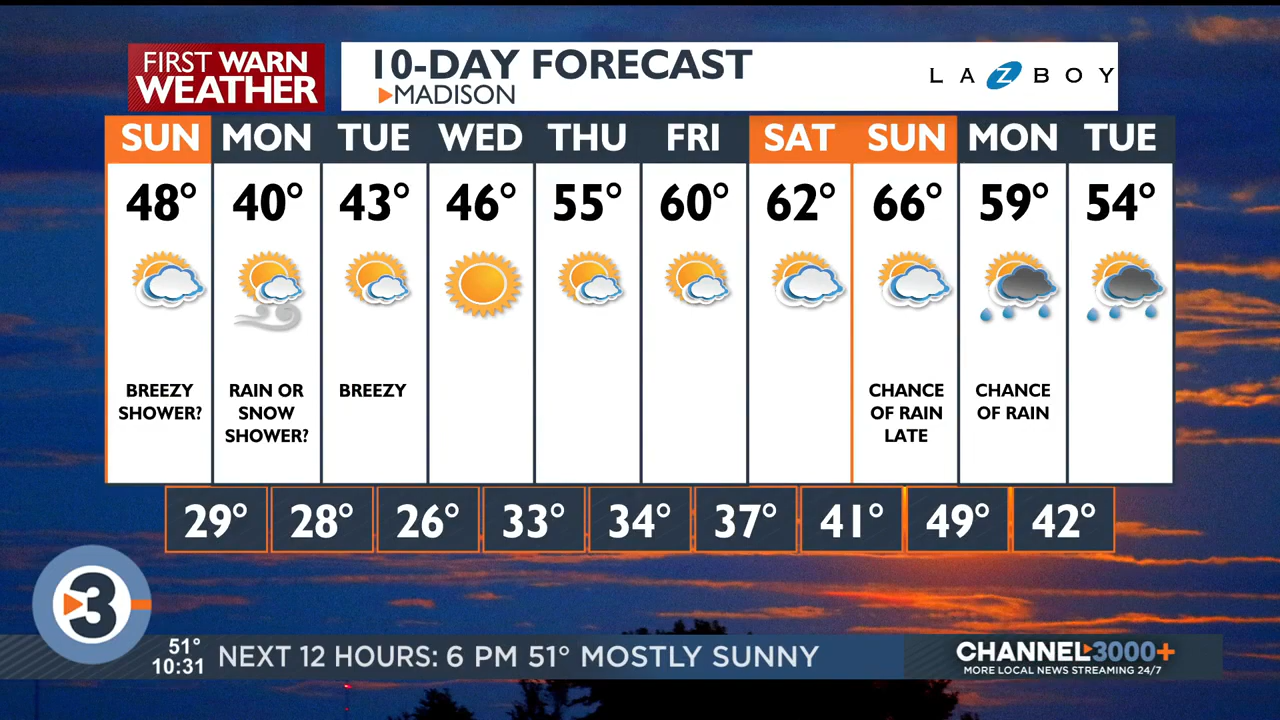 FIRST WARN
WEATHER
10-DAY FORECAST
MADISON
LA Z BOY
SUN MON TUE WED THU FRI SAT SUN MON TUE
48° 40° 43° 46° 55° 60° 62° 66° 59° 54°
BREEZY
SHOWER?
RAIN OR
SNOW
SHOWER?
BREEZY
CHANCE
OF RAIN
LATE
CHANCE
OF RAIN
29° 28° 26° 33° 34° 37° 41° 49° 42°
3
51°
10:31
NEXT 12 HOURS: 6 PM 51° MOSTLY SUNNY
CHANNEL3000+
MORE LOCAL NEWS STREAMING 24/7